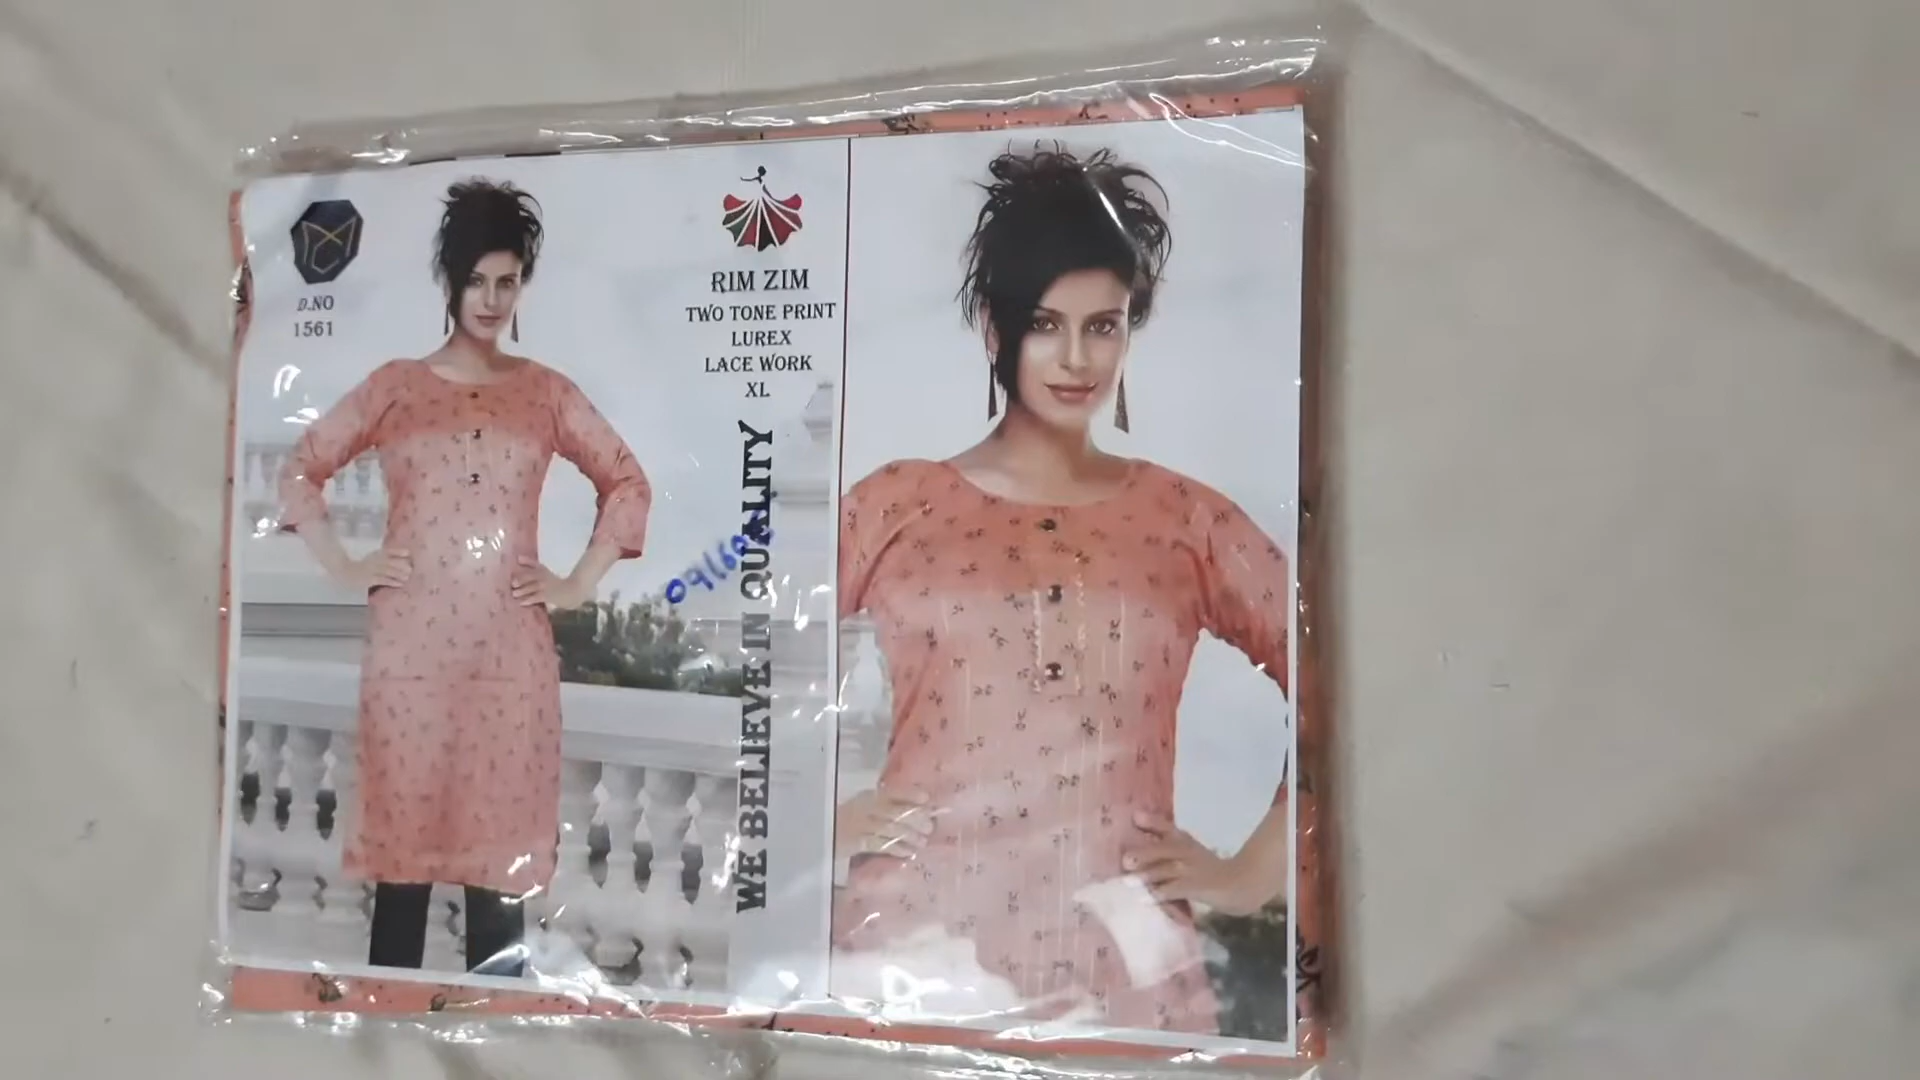 D.NO
1561
RIM ZIM
TWO TONE PRINT
LUREX
LACE WORK
XL
WE BELIEVE IN QUALITY